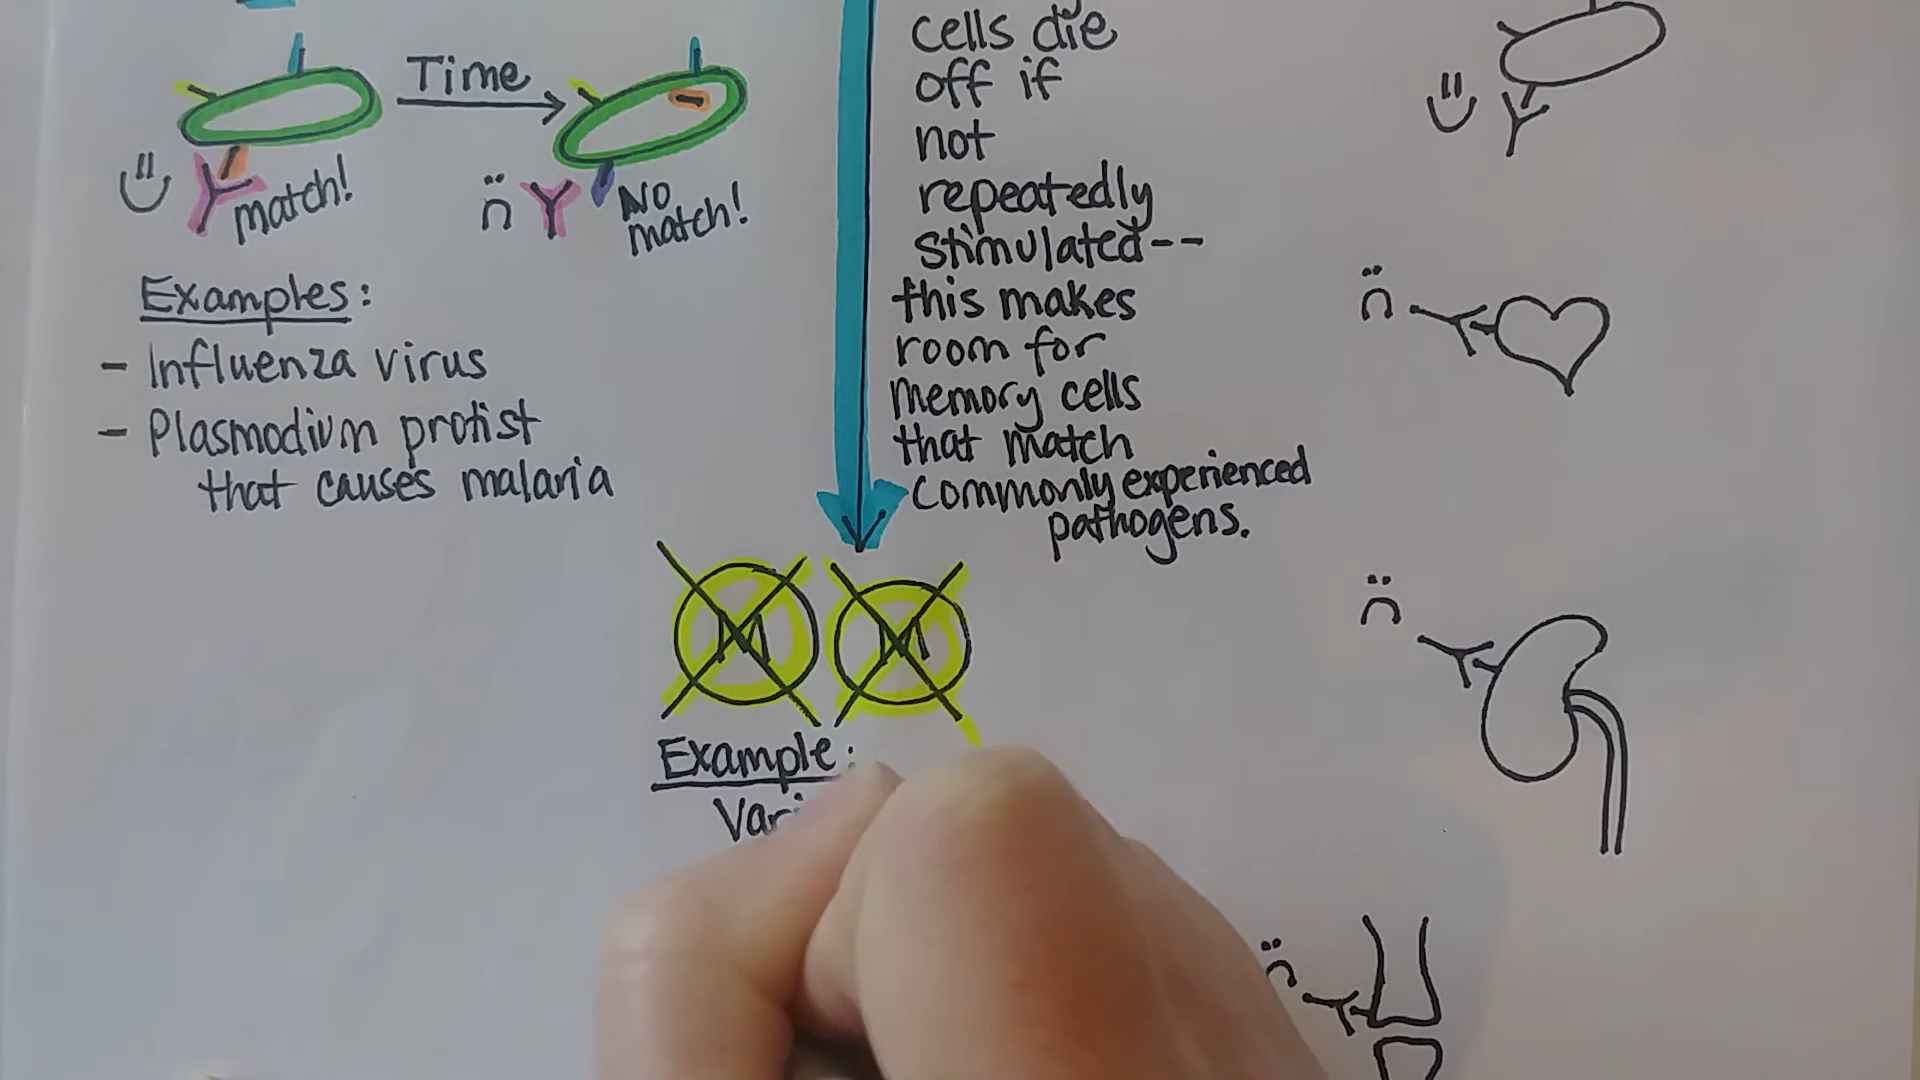 Time
match!
No
match!
Examples:
- Influenza virus
- Plasmodium protist
that causes malaria
cells die
off if
not
repeatedly
stimulated--
this makes
room for
memory cells
that match
commonly experienced
pathogens.
M M
Example: